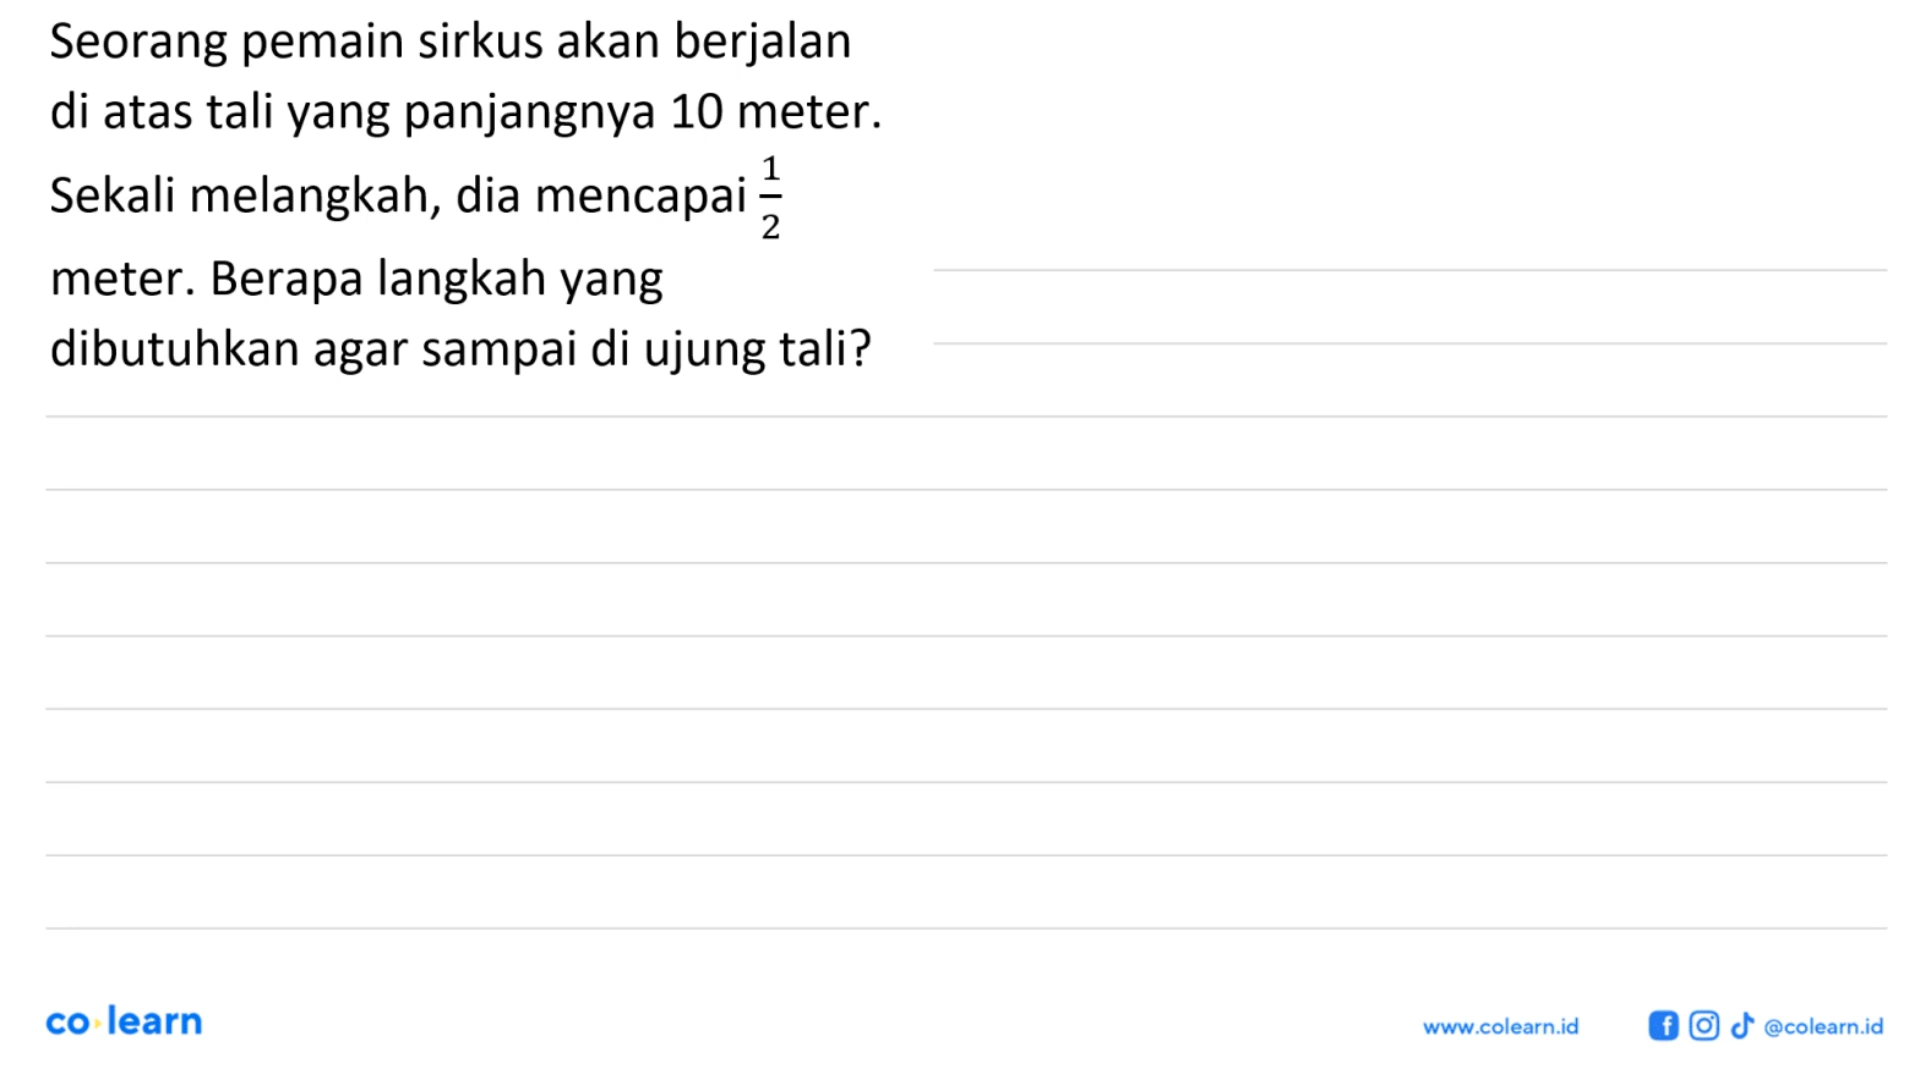 Seorang pemain sirkus akan berjalan
di atas tali yang panjangnya 10 meter.
Sekali melangkah, dia mencapai 1/2
meter. Berapa langkah yang
dibutuhkan agar sampai di ujung tali?
co learn
www.colearn.id
@colearn.id